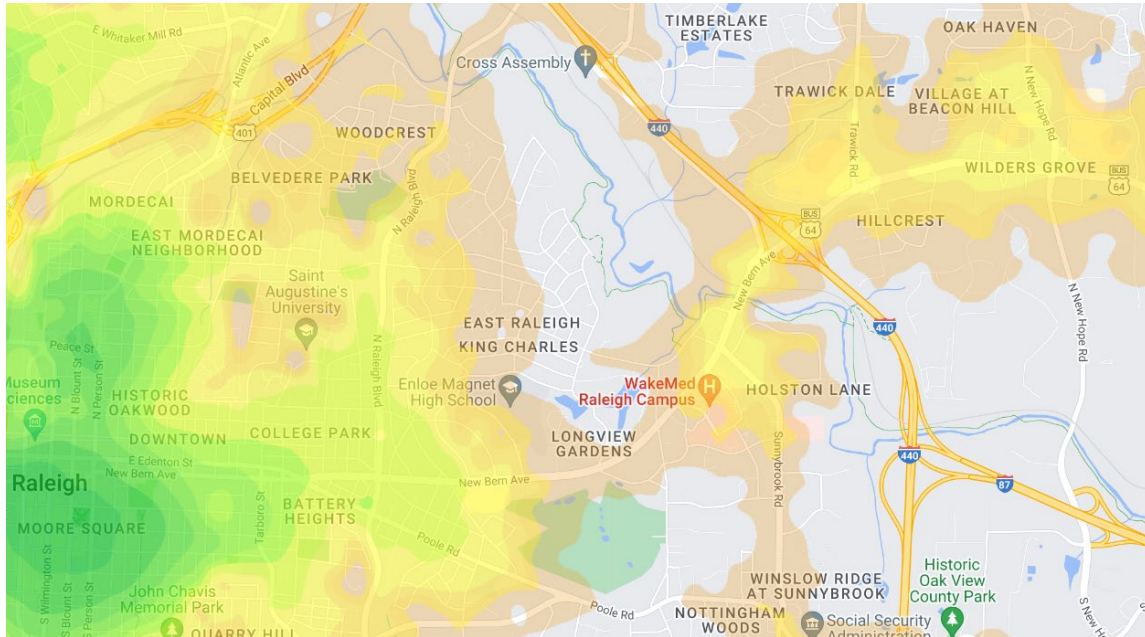 E Whitaker Mill Rd
Atlantic Ave
Capital Blvd
401
WOODCREST
BELVEDERE PARK
MORDECAI
EAST MORDECAI
NEIGHBORHOOD
N Raleigh Blvd
Saint
Augustine's
University
Cross Assembly
TIMBERLAKE
ESTATES
440
OAK HAVEN
TRAWICK DALE
VILLAGE AT
BEACON HILL
N New Hope Rd
Trawick Rd
WILDERS GROVE
BUS
64
BUS
64
HILLCREST
New Bern Ave
440
N New Hope Rd
EAST RALEIGH
KING CHARLES
Peace St
N Blount St
N Person St
N Raleigh Blvd
Museum
Sciences
HISTORIC
OAKWOOD
DOWNTOWN
COLLEGE PARK
Enloe Magnet
High School
WakeMed
Raleigh Campus
HOLSTON LANE
LONGVIEW
GARDENS
Sunnybrook Rd
440
87
E Edenton St
New Bern Ave
New Bern Ave
Raleigh
MOORE SQUARE
BATTERY
HEIGHTS
Tarboro St
Poole Rd
S Wilmington St
S Blount St
S Person St
John Chavis
Memorial Park
QUARRY HILL
Poole Rd
WINSLOW RIDGE
AT SUNNYBROOK
NOTTINGHAM
WOODS
Social Security
Administration
Historic
Oak View
County Park
S New Ho